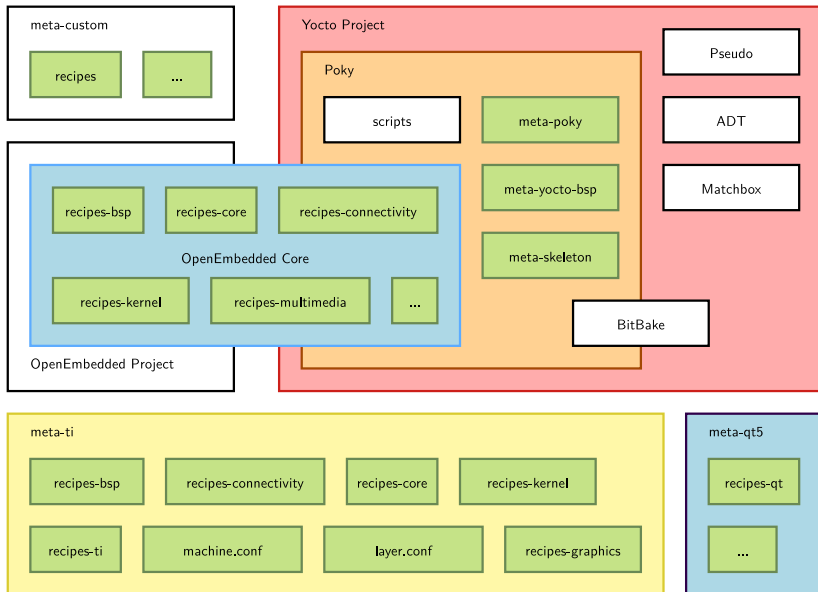 meta-custom
recipes
...
Yocto Project
Poky
scripts
meta-poky
meta-yocto-bsp
meta-skeleton
Pseudo
ADT
Matchbox
BitBake
recipes-bsp
recipes-core
recipes-connectivity
OpenEmbedded Core
recipes-kernel
recipes-multimedia
...
OpenEmbedded Project
meta-ti
recipes-bsp
recipes-connectivity
recipes-core
recipes-kernel
recipes-ti
machine.conf
layer.conf
recipes-graphics
meta-qt5
recipes-qt
...